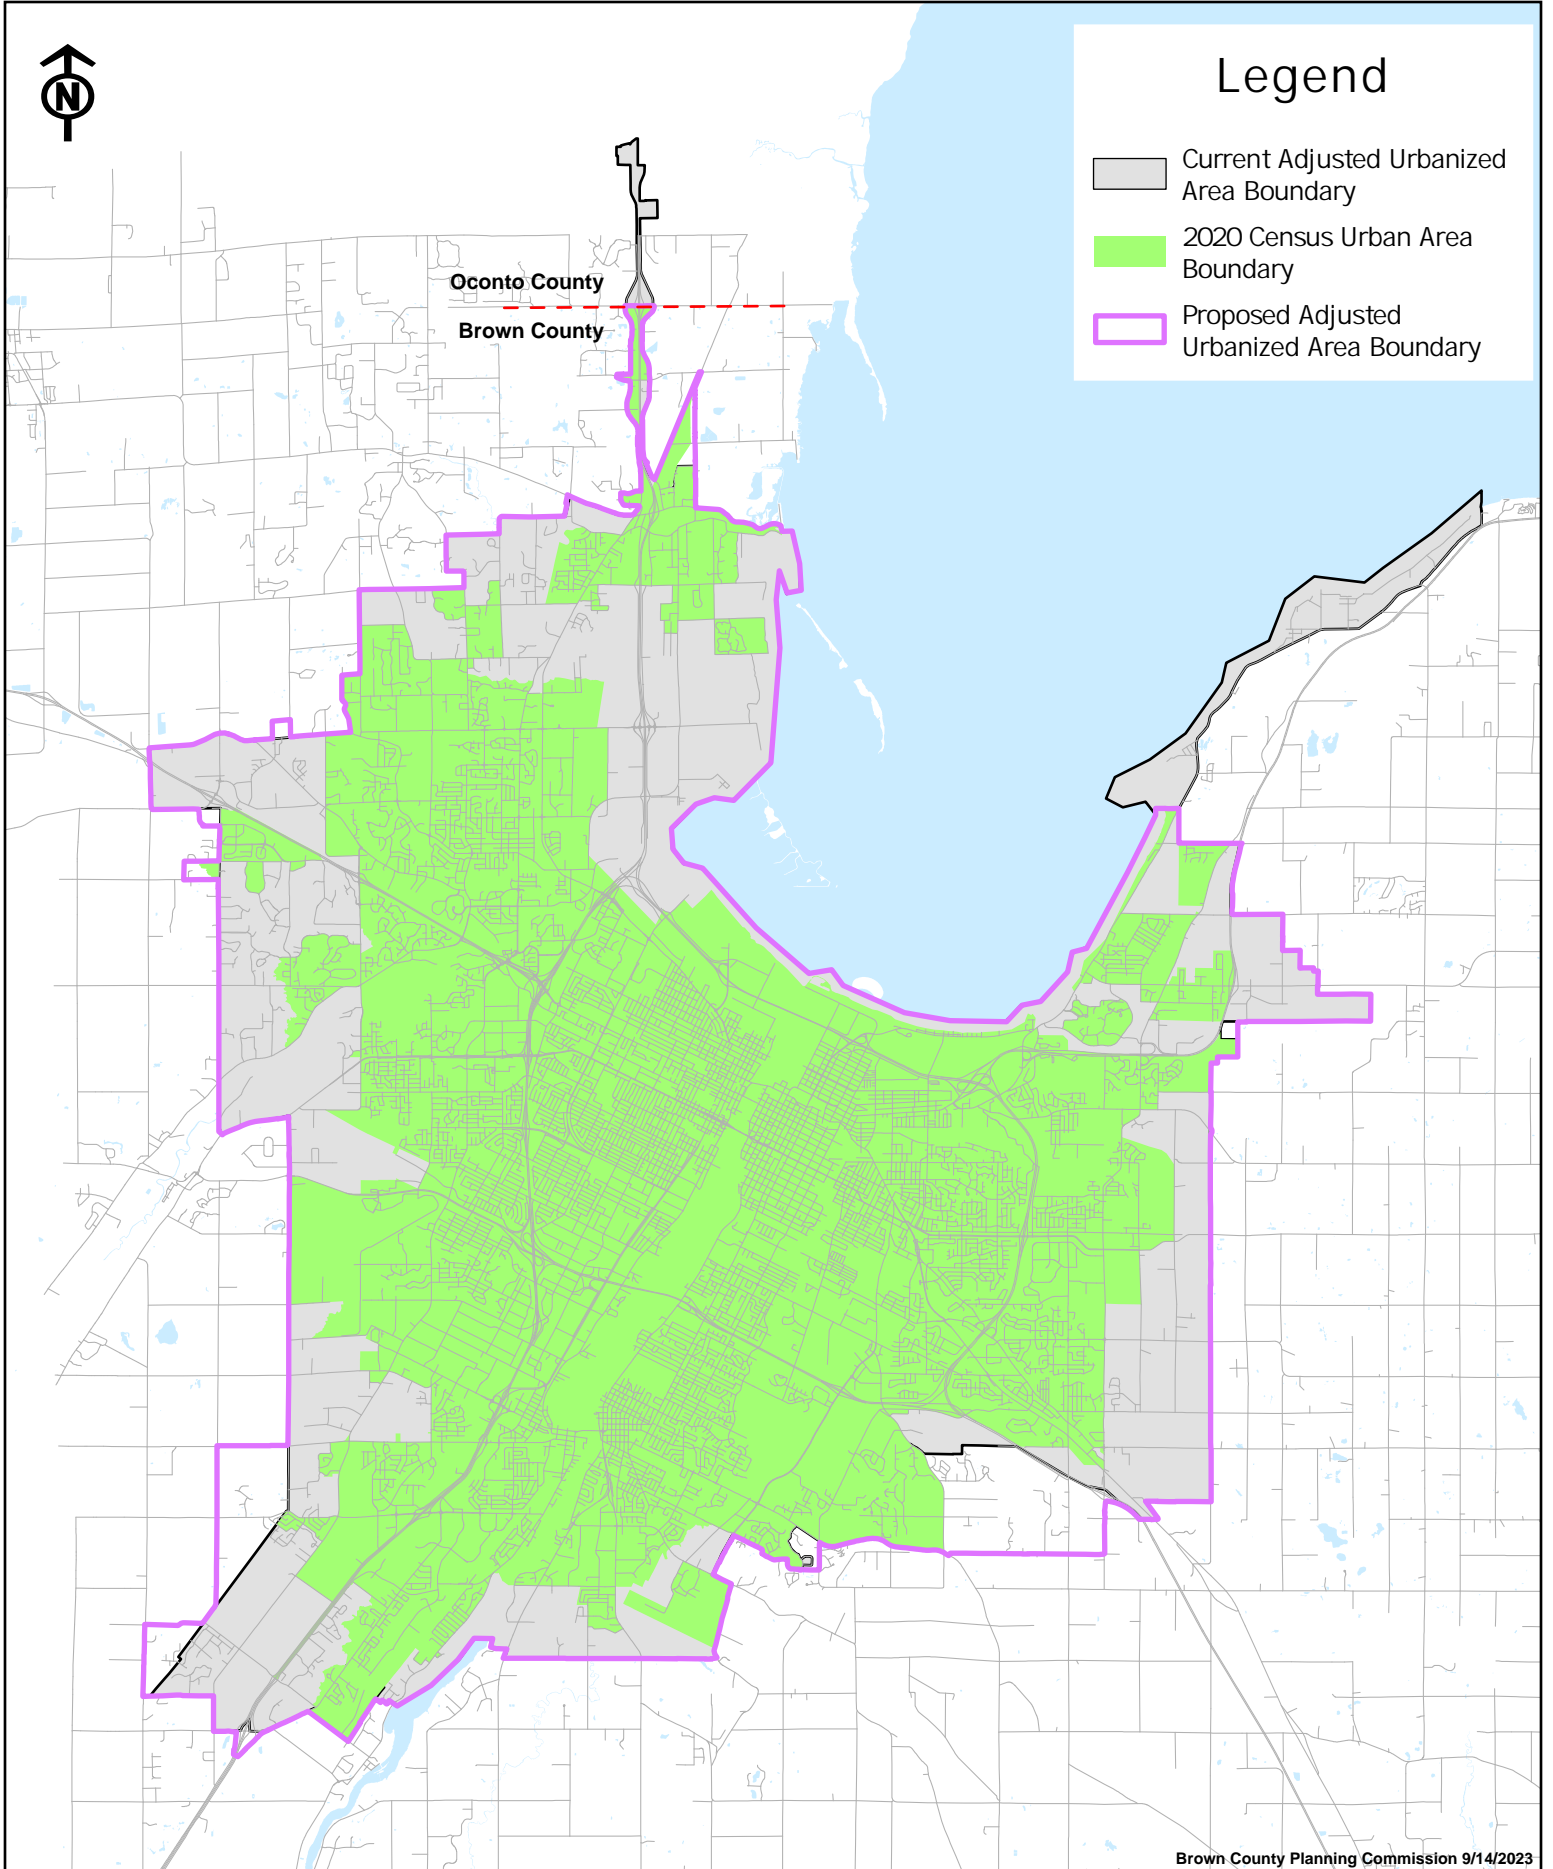 N
Legend
Current Adjusted Urbanized
Area Boundary
2020 Census Urban Area
Boundary
Proposed Adjusted
Urbanized Area Boundary
Oconto County
Brown County
Brown County Planning Commission 9/14/2023